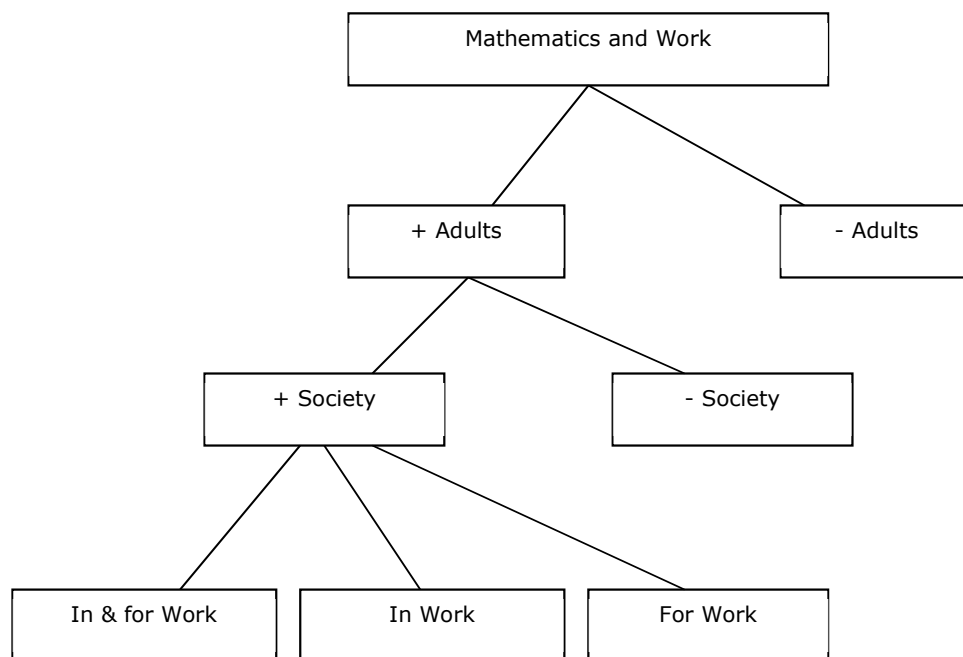 Mathematics and Work
+ Adults
- Adults
+ Society
- Society
In & for Work
In Work
For Work